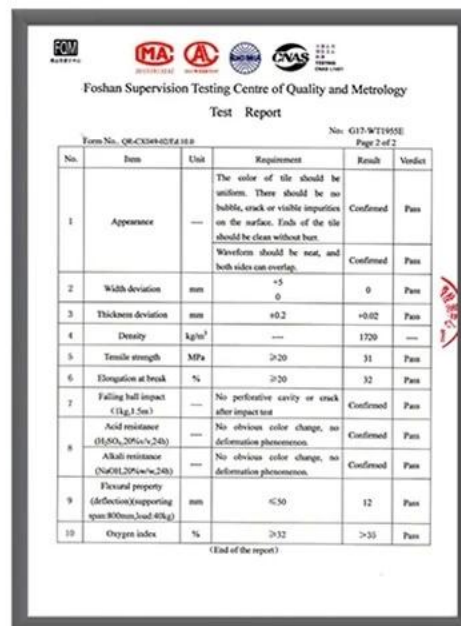 FQM
MA
CAL
ilac-MRA
CNAS
TESTING
Foshan Supervision Testing Centre of Quality and Metrology
Test Report
No: G17-WT1955E
Form No. QR-CX049-02/Ed 10.0
Page 2 of 2
No. Item Unit Requirement Result Verdict
The color of tile should be
uniform. There should be no
bubble, crack or visible impurities
on the surface. Ends of the tile
should be clean without burr.
1 Appearance — Confirmed Pass
Waveform should be neat, and
both sides can overlap.
Confirmed Pass
2 Width deviation mm +5
0
0 Pass
3 Thickness deviation mm +0.2 +0.02 Pass
4 Density kg/m³ — 1720 —
5 Tensile strength MPa ≥20 31 Pass
6 Elongation at break % ≥20 32 Pass
7 Falling ball impact
(1kg,1.5m)
— No perforative cavity or crack
after impact test
Confirmed Pass
8 Acid resistance
(H₂SO₄,20%v/v,24h)
— No obvious color change, no
deformation phenomenon.
Confirmed Pass
Alkali resistance
(NaOH,20%w/w,24h)
— No obvious color change, no
deformation phenomenon.
Confirmed Pass
9 Flexural property
(deflection)(supporting
span:800mm,load:40kg)
mm ≤50 12 Pass
10 Oxygen index % ≥32 >35 Pass
(End of the report)